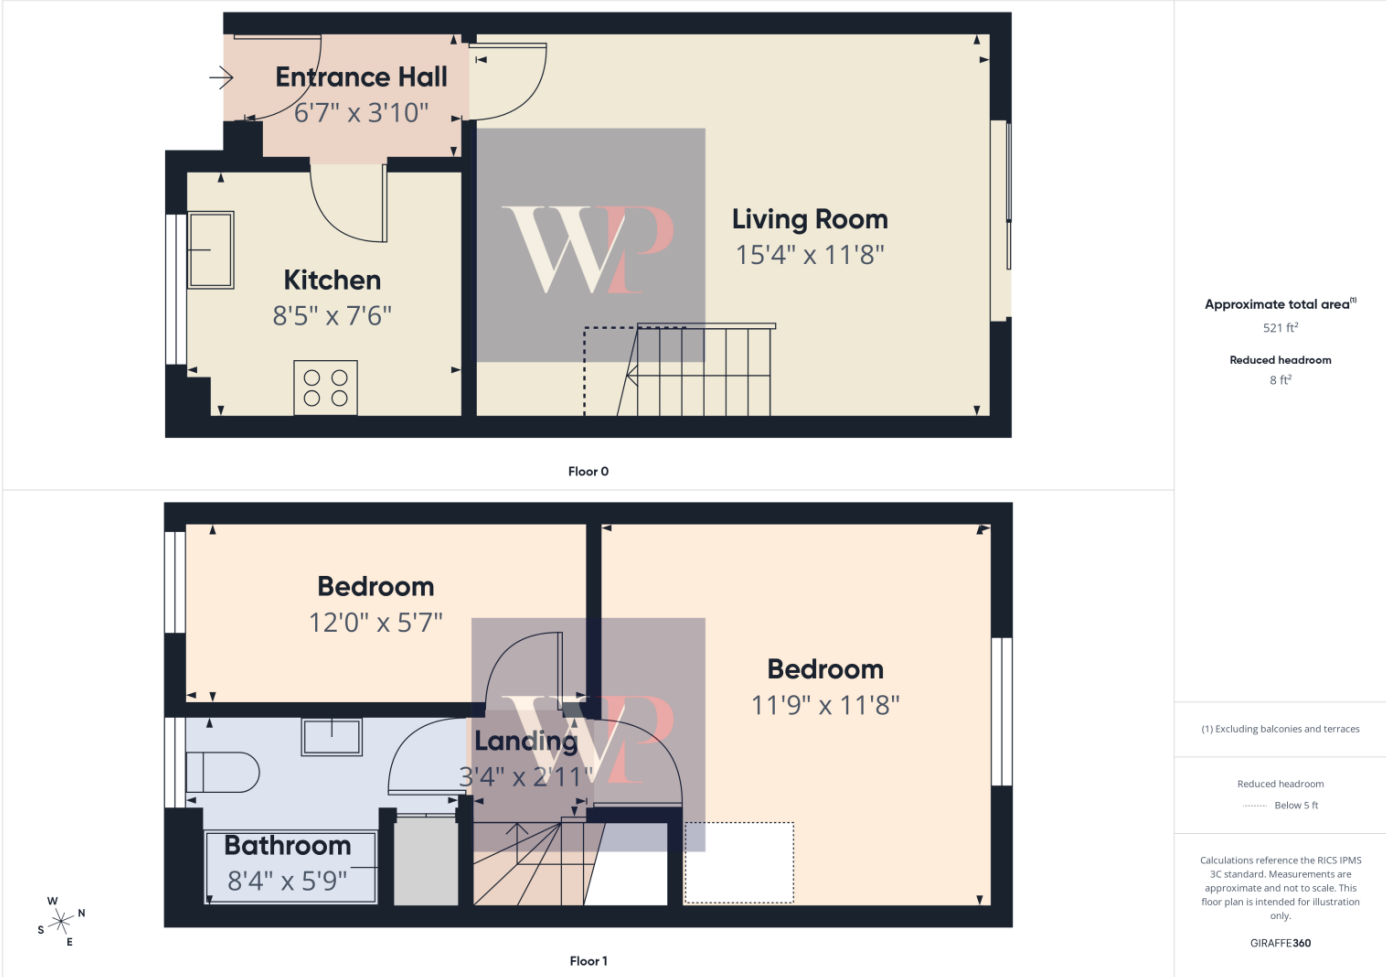 Entrance Hall
6'7" x 3'10"
Living Room
15'4" x 11'8"
Kitchen
8'5" x 7'6"
WP
Floor 0
Bedroom
12'0" x 5'7"
Bedroom
11'9" x 11'8"
Landing
3'4" x 2'11"
WP
Bathroom
8'4" x 5'9"
W
N
S
E
Floor 1
Approximate total area(1)
521 ft²
Reduced headroom
8 ft²
(1) Excluding balconies and terraces
Reduced headroom
Below 5 ft
Calculations reference the RICS IPMS
3C standard. Measurements are
approximate and not to scale. This
floor plan is intended for illustration
only.
GIRAFFE360